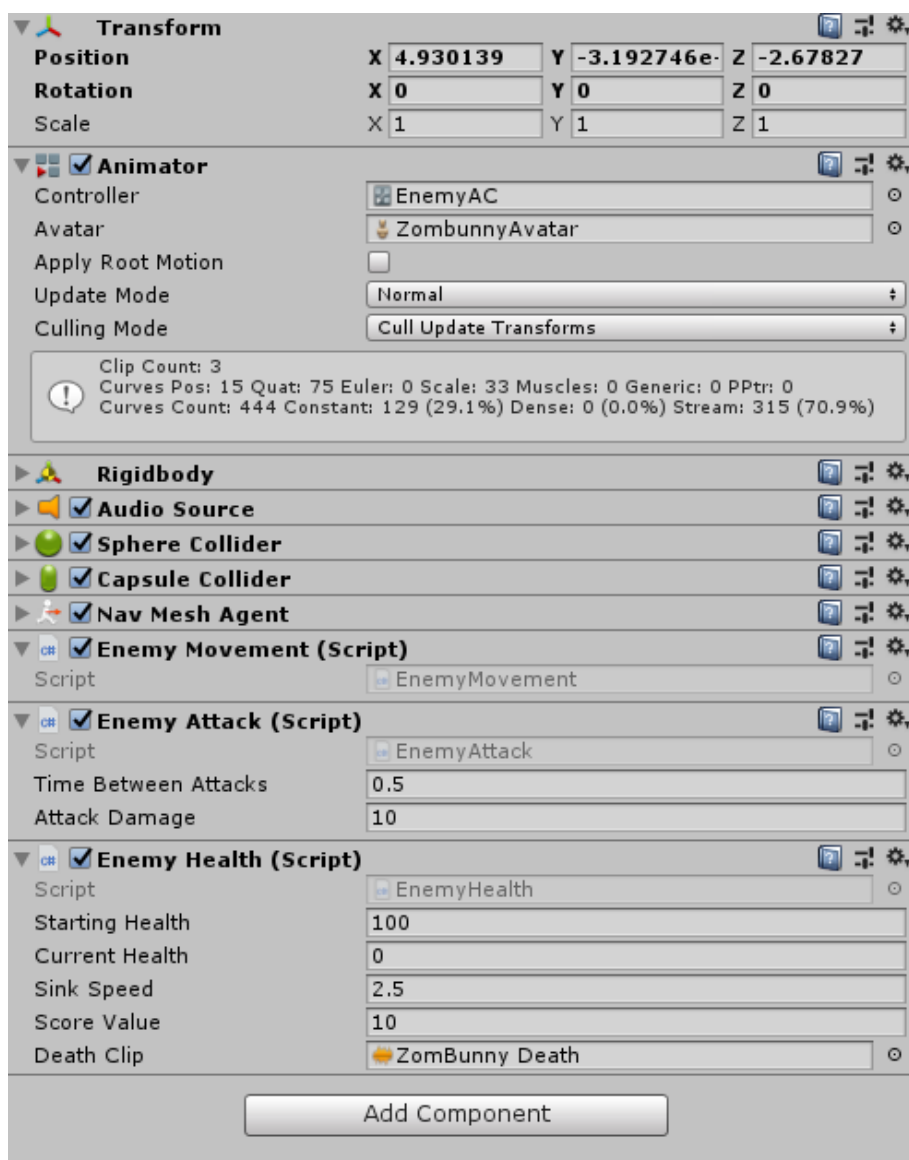 Transform
Position X 4.930139 Y -3.192746e- Z -2.67827
Rotation X 0 Y 0 Z 0
Scale X 1 Y 1 Z 1
Animator
Controller EnemyAC
Avatar ZombunnyAvatar
Apply Root Motion
Update Mode Normal
Culling Mode Cull Update Transforms
Clip Count: 3
Curves Pos: 15 Quat: 75 Euler: 0 Scale: 33 Muscles: 0 Generic: 0 PPtr: 0
Curves Count: 444 Constant: 129 (29.1%) Dense: 0 (0.0%) Stream: 315 (70.9%)
Rigidbody
Audio Source
Sphere Collider
Capsule Collider
Nav Mesh Agent
c# Enemy Movement (Script)
Script EnemyMovement
c# Enemy Attack (Script)
Script EnemyAttack
Time Between Attacks 0.5
Attack Damage 10
c# Enemy Health (Script)
Script EnemyHealth
Starting Health 100
Current Health 0
Sink Speed 2.5
Score Value 10
Death Clip ZomBunny Death
Add Component